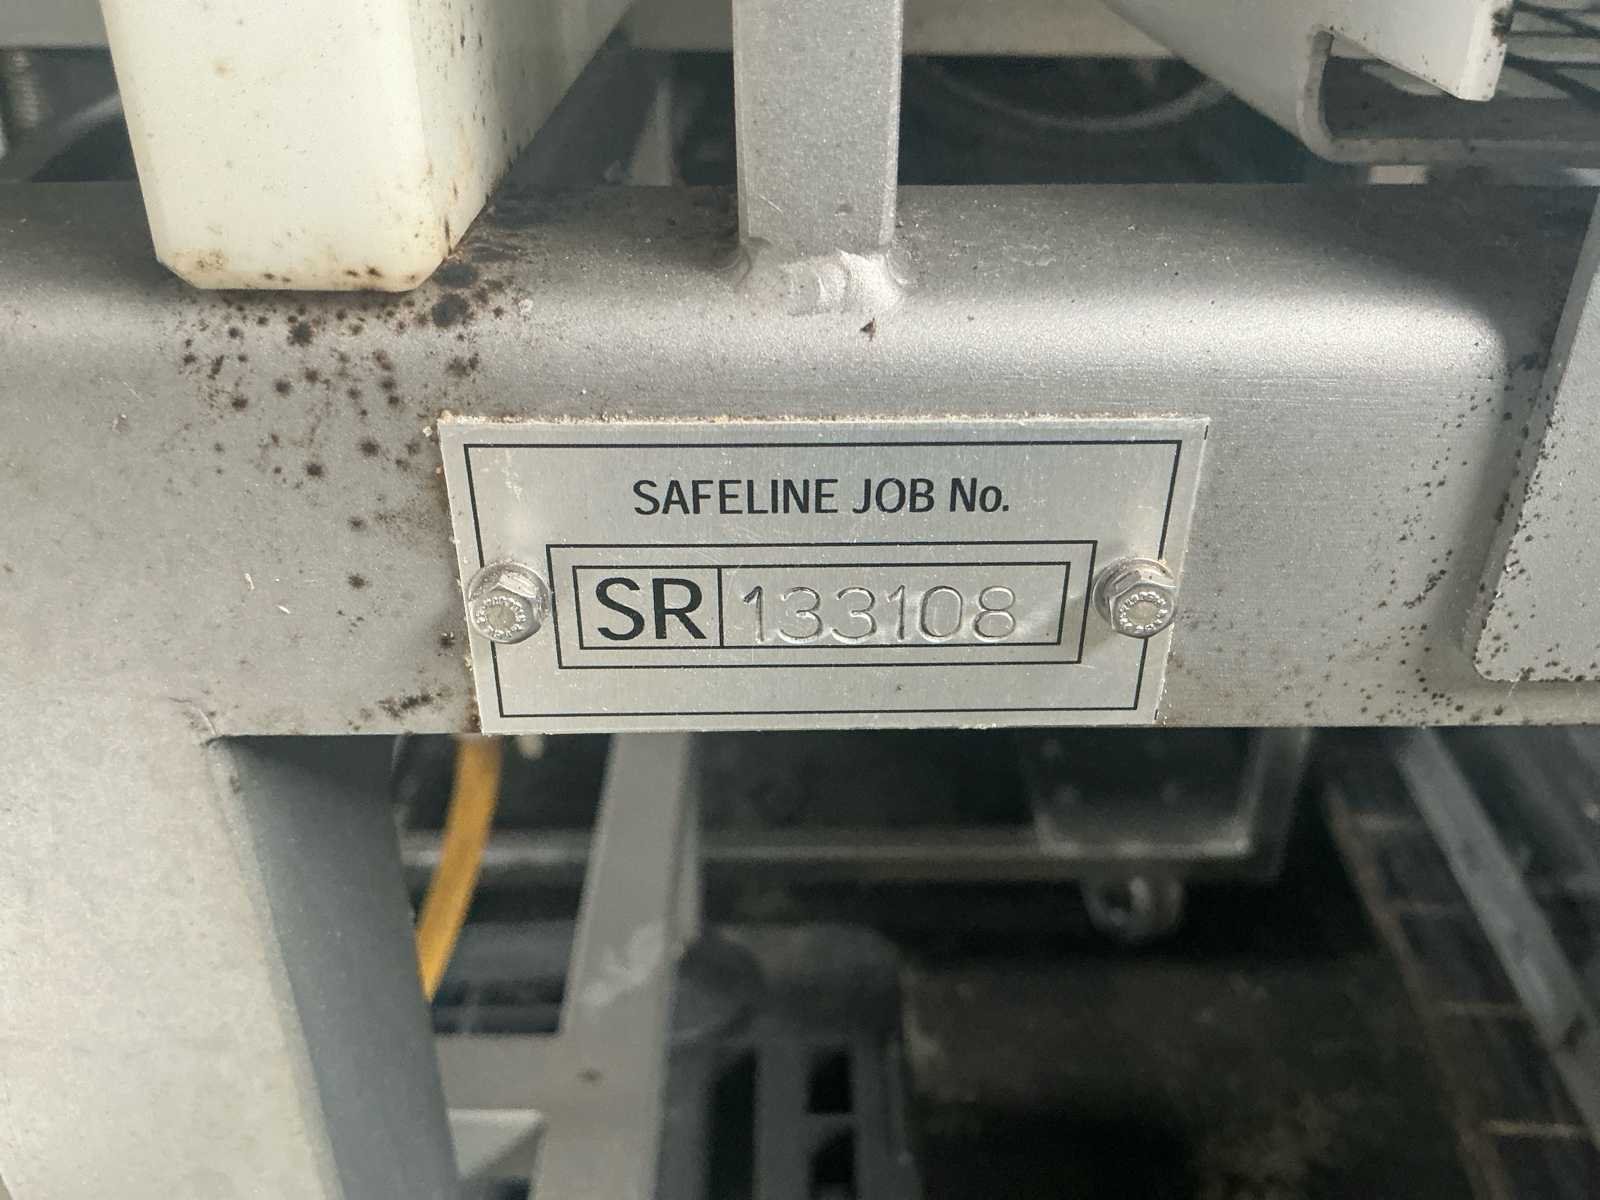 SAFELINE JOB No.
SR 133108